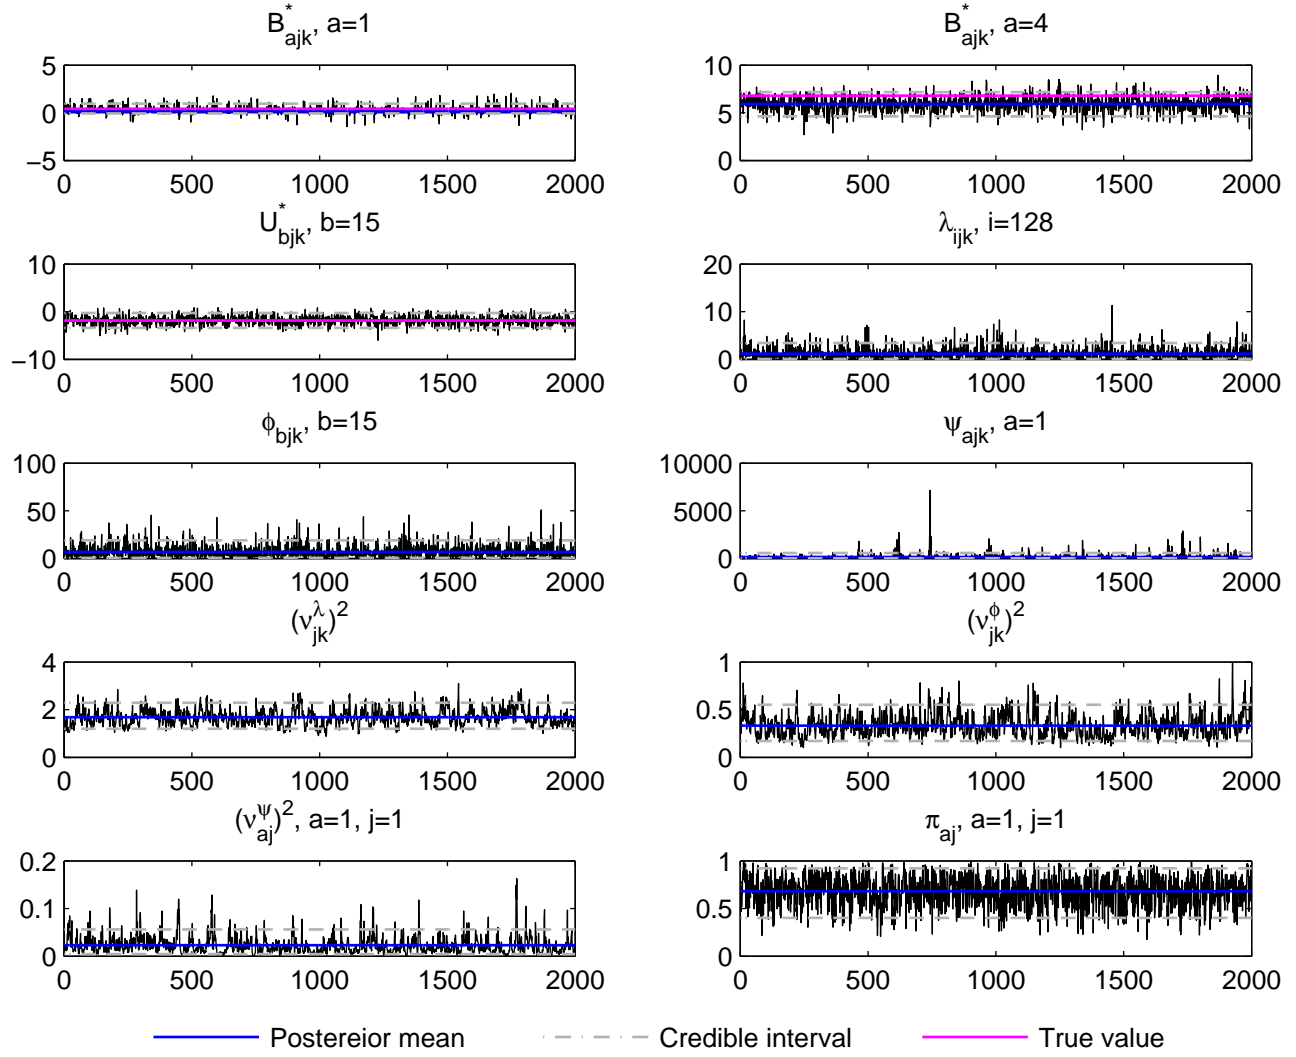 B*ajk, a=1
B*ajk, a=4
5
0
−5
0 500 1000 1500 2000
10
5
0
0 500 1000 1500 2000
U*bjk, b=15
λijk, i=128
10
0
−10
0 500 1000 1500 2000
20
10
0
0 500 1000 1500 2000
ϕbjk, b=15
ψajk, a=1
100
50
0
0 500 1000 1500 2000
10000
5000
0
0 500 1000 1500 2000
(νλjk)2
(νϕjk)2
4
2
0
0 500 1000 1500 2000
1
0.5
0
0 500 1000 1500 2000
(νψaj)2, a=1, j=1
πaj, a=1, j=1
0.2
0.1
0
0 500 1000 1500 2000
1
0.5
0
0 500 1000 1500 2000
Postereior mean Credible interval True value